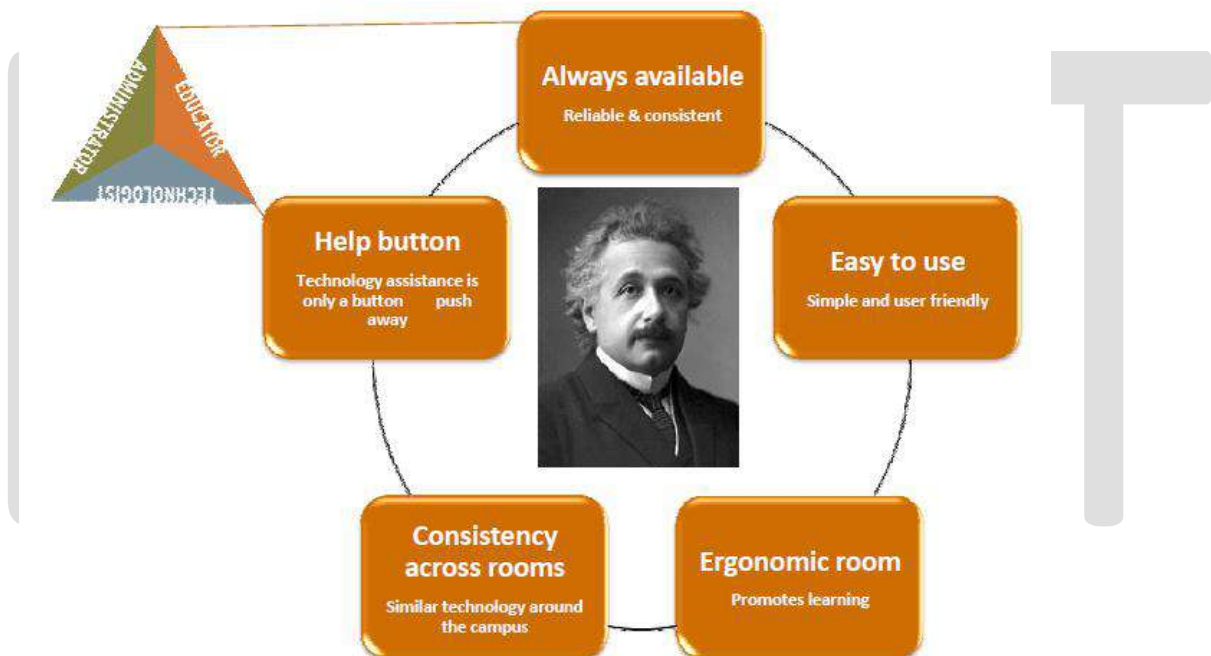 ADMINISTRATOR
EDUCATOR
TECHNOLOGIST
Always available
Reliable & consistent
Help button
Technology assistance is
only a button push
away
Easy to use
Simple and user friendly
Consistency
across rooms
Similar technology around
the campus
Ergonomic room
Promotes learning
T